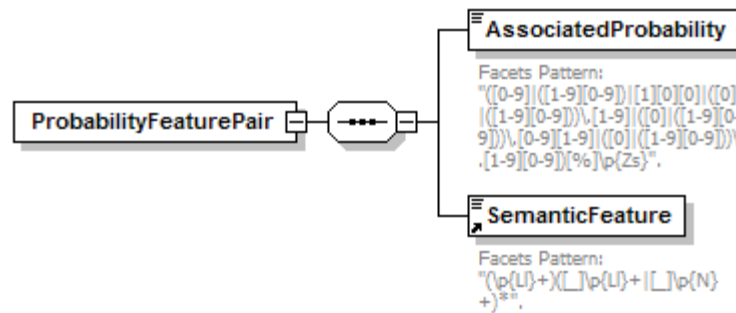 AssociatedProbability
Facets Pattern:
"([0-9]|([1-9][0-9])|[1][0][0]|([0]
|([1-9][0-9]))\,[1-9]|([0]|([1-9][0-
9]))\,[0-9][1-9]|([0]|([1-9][0-9]))\
.[1-9][0-9])[%]\p{Zs}".
ProbabilityFeaturePair
SemanticFeature
Facets Pattern:
"(\p{Ll}+)([_]\p{Ll}+|[_]\p{N}
+)*".